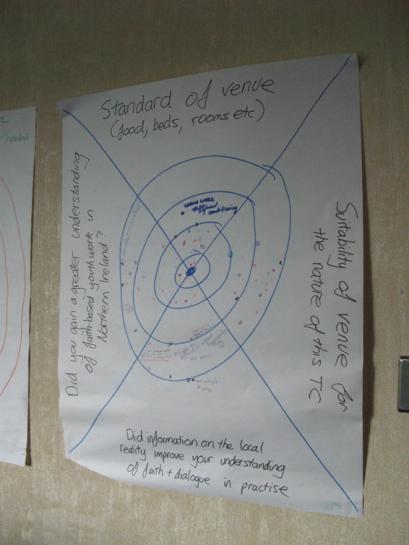 Standard of venue
(food, beds, rooms etc)
Suitability of venue for
the nature of this TC
Did information on the local
reality improve your understanding
of faith + dialogue in practise
Did you gain a greater understanding
of faith-based youthwork in
Northern Ireland?
needed